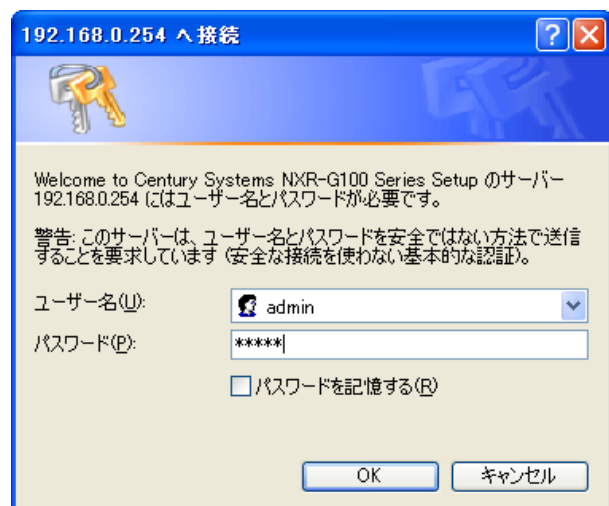 192.168.0.254 へ接続
Welcome to Century Systems NXR-G100 Series Setup のサーバー
192.168.0.254 にはユーザー名とパスワードが必要です。
警告: このサーバーは、ユーザー名とパスワードを安全ではない方法で送信
することを要求しています (安全な接続を使わない基本的な認証)。
ユーザー名(U):
admin
パスワード(P):
*****
パスワードを記憶する(R)
OK
キャンセル